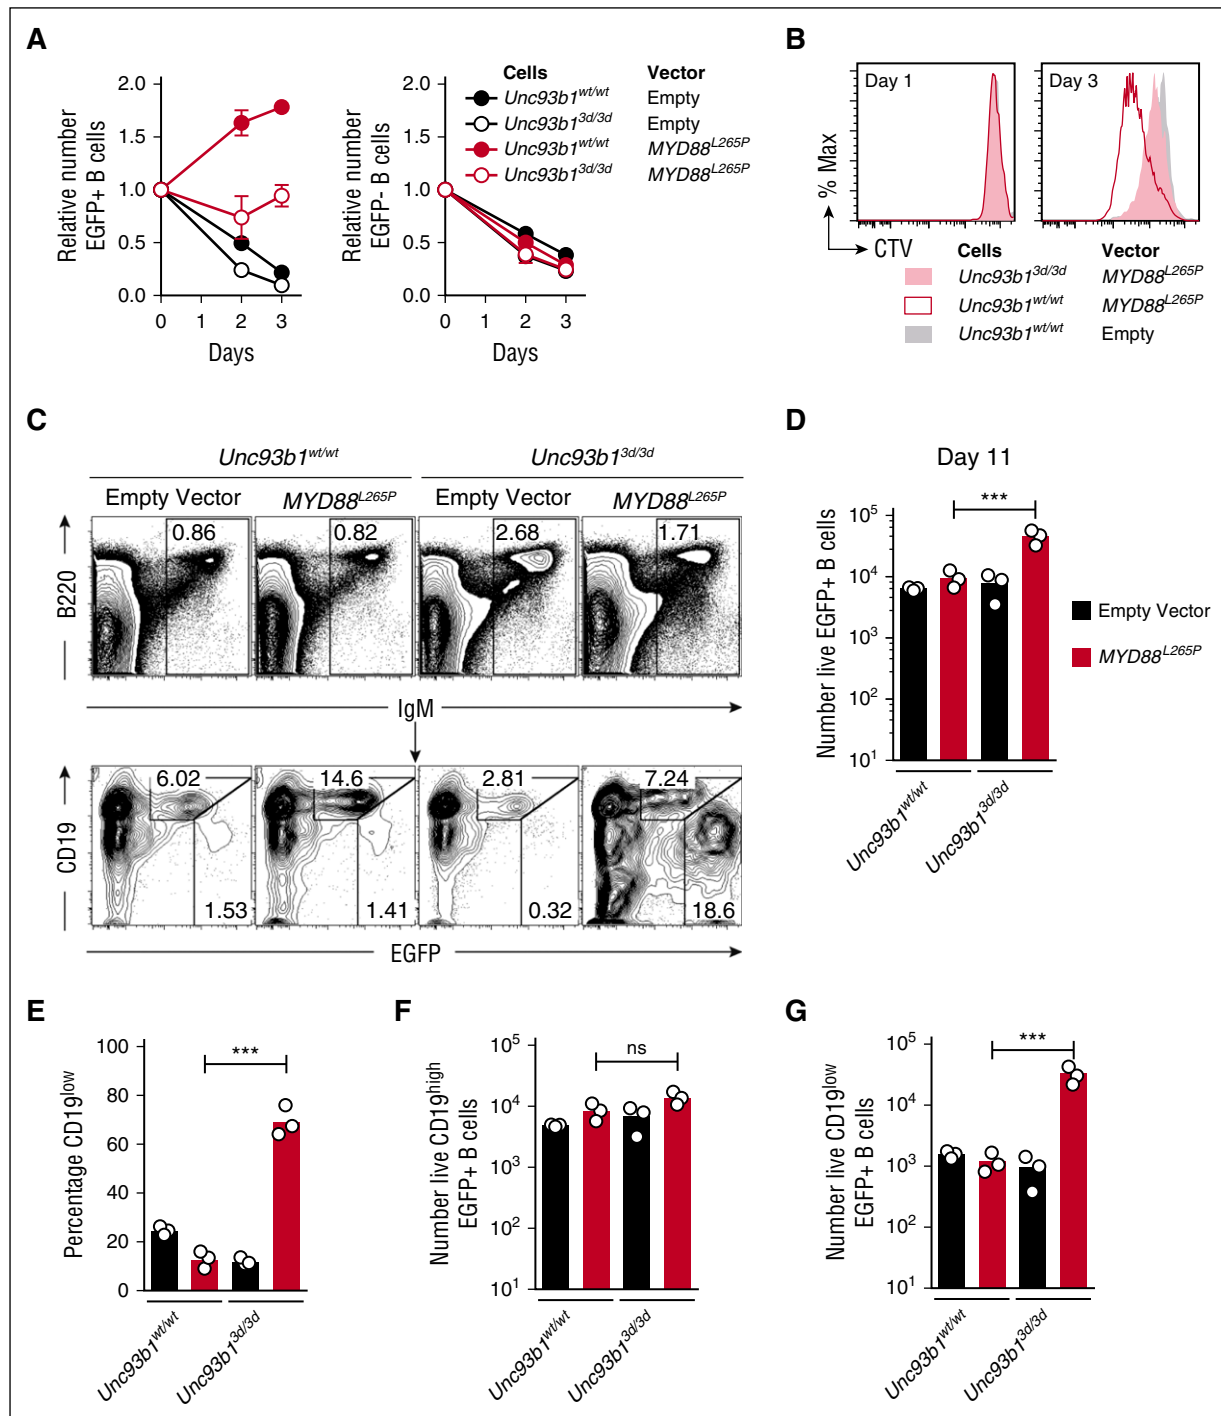 A
Relative number
EGFP+ B cells
2.0
1.5
1.0
0.5
0.0
0 1 2 3
Days
Relative number
EGFP- B cells
2.0
1.5
1.0
0.5
0.0
0 1 2 3
Days
Cells Vector
Unc93b1wt/wt Empty
Unc93b13d/3d Empty
Unc93b1wt/wt MYD88L265P
Unc93b13d/3d MYD88L265P
B
Day 1
Day 3
% Max
CTV
Cells Vector
Unc93b13d/3d MYD88L265P
Unc93b1wt/wt MYD88L265P
Unc93b1wt/wt Empty
C
Unc93b1wt/wt Unc93b13d/3d
Empty Vector MYD88L265P Empty Vector MYD88L265P
0.86 0.82 2.68 1.71
B220
IgM
6.02 14.6 2.81 7.24
1.53 1.41 0.32 18.6
CD19
EGFP
D
Day 11
***
Number live EGFP+ B cells
105
104
103
102
101
Unc93b1wt/wt
Unc93b13d/3d
Empty Vector
MYD88L265P
E
Percentage CD19low
100
80
60
40
20
0
***
Unc93b1wt/wt
Unc93b13d/3d
F
Number live CD19high
EGFP+ B cells
105
104
103
102
101
ns
Unc93b1wt/wt
Unc93b13d/3d
G
Number live CD19low
EGFP+ B cells
105
104
103
102
101
***
Unc93b1wt/wt
Unc93b13d/3d